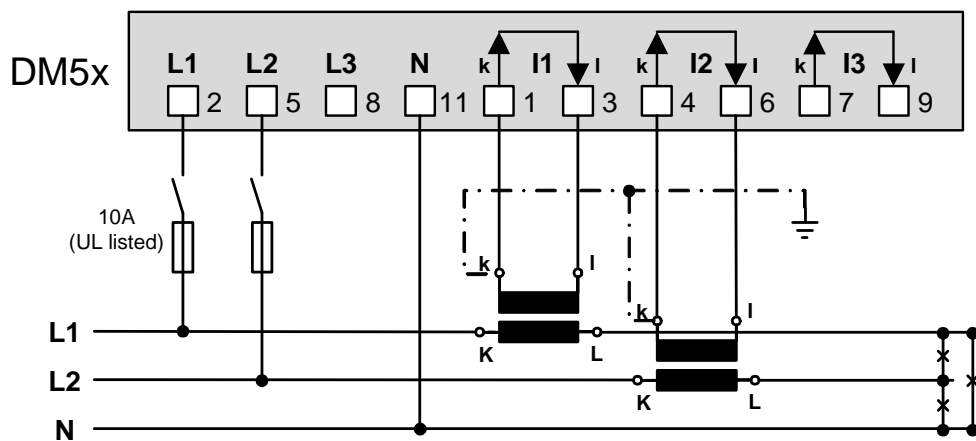 DM5x
L1 L2 L3 N I1 I2 I3
k l k l k l
2 5 8 11 1 3 4 6 7 9
10A
(UL listed)
k l
k l
L1
K L
L2
K L
N